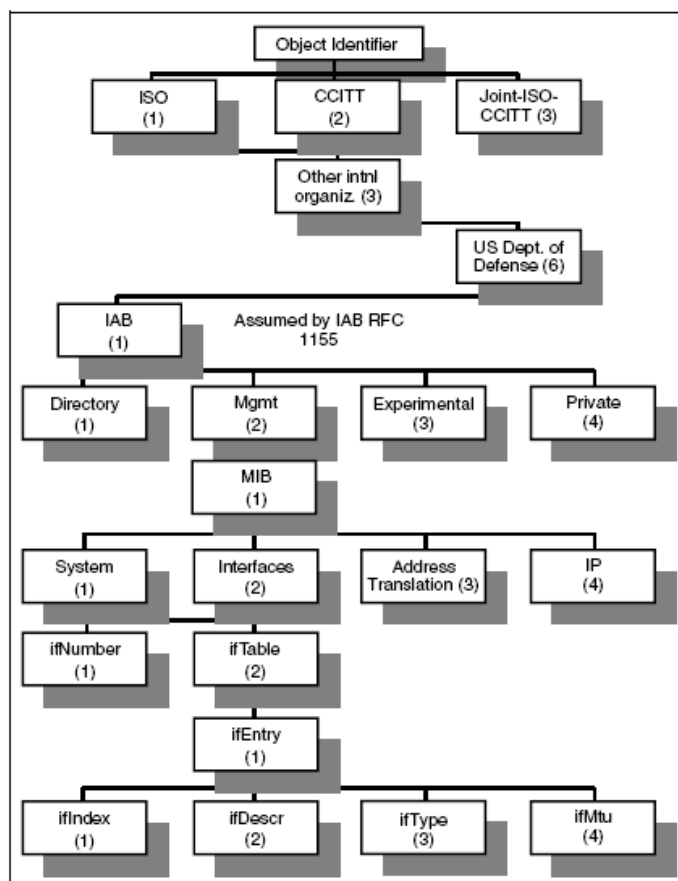 Object Identifier
ISO
(1)
CCITT
(2)
Joint-ISO-
CCITT (3)
Other intnl
organiz. (3)
US Dept. of
Defense (6)
IAB
(1)
Assumed by IAB RFC
1155
Directory
(1)
Mgmt
(2)
Experimental
(3)
Private
(4)
MIB
(1)
System
(1)
Interfaces
(2)
Address
Translation (3)
IP
(4)
ifNumber
(1)
ifTable
(2)
ifEntry
(1)
ifIndex
(1)
ifDescr
(2)
ifType
(3)
ifMtu
(4)